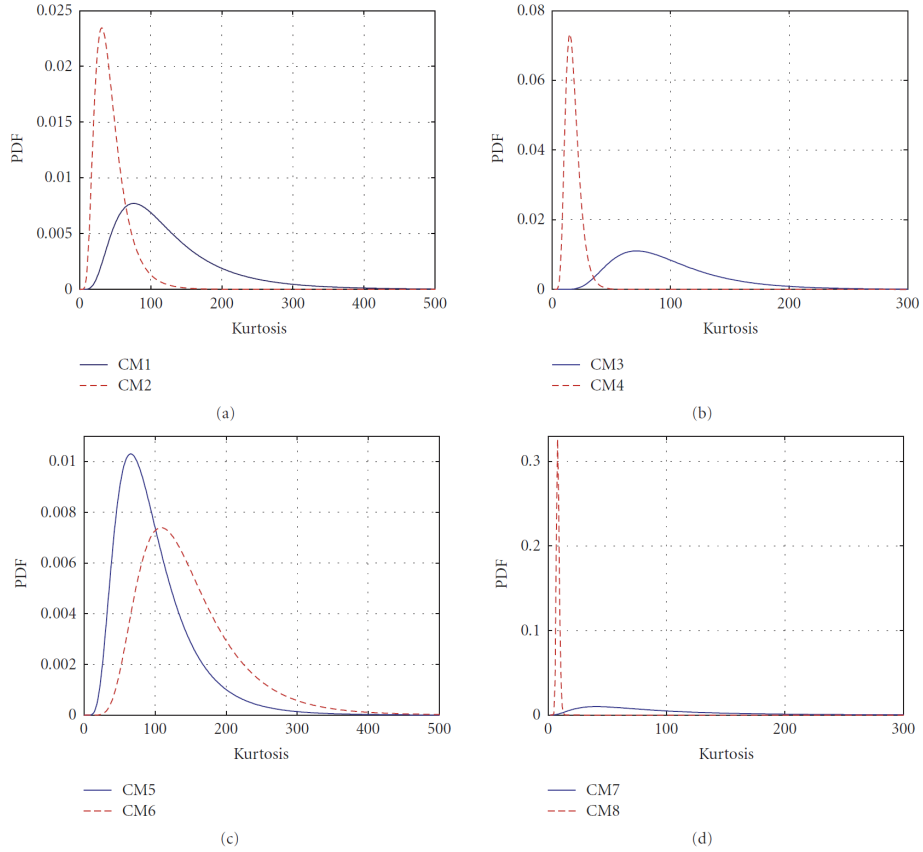 0.025
0.02
0.015
0.01
0.005
0
PDF
0 100 200 300 400 500
Kurtosis
CM1
CM2
(a)
0.08
0.06
0.04
0.02
0
PDF
0 100 200 300
Kurtosis
CM3
CM4
(b)
0.01
0.008
0.006
0.004
0.002
0
PDF
0 100 200 300 400 500
Kurtosis
CM5
CM6
(c)
0.3
0.2
0.1
0
PDF
0 100 200 300
Kurtosis
CM7
CM8
(d)